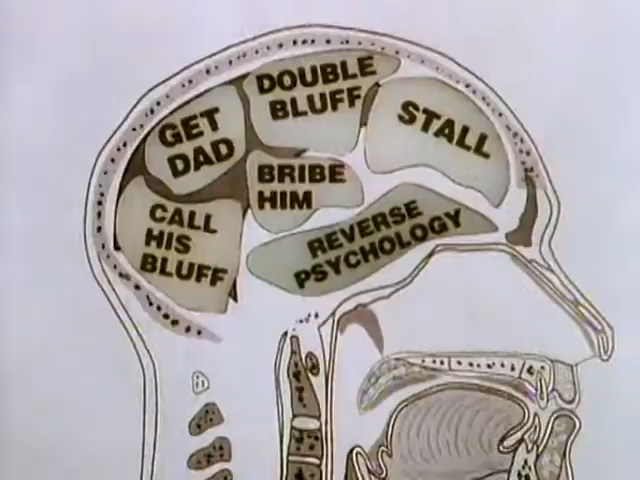 DOUBLE
BLUFF
GET
DAD
STALL
BRIBE
HIM
CALL
HIS
BLUFF
REVERSE
PSYCHOLOGY